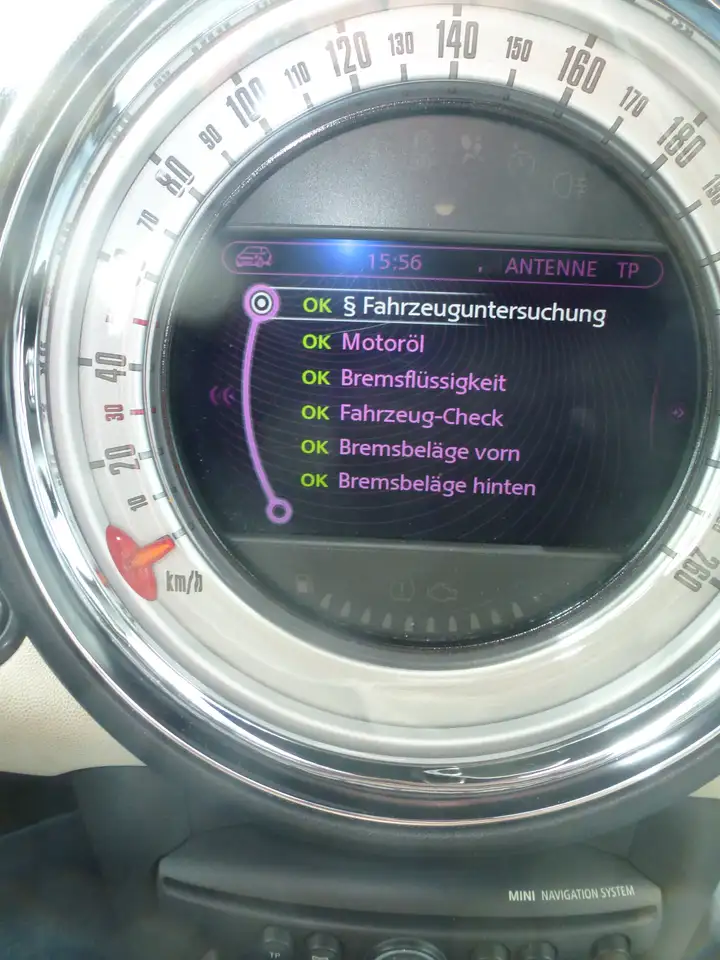 10
20
30
40
70
80
90
100
110
120
130
140
150
160
170
180
260
km/h
15:56 ANTENNE TP
OK § Fahrzeuguntersuchung
OK Motoröl
OK Bremsflüssigkeit
OK Fahrzeug-Check
OK Bremsbeläge vorn
OK Bremsbeläge hinten
MINI NAVIGATION SYSTEM
TP